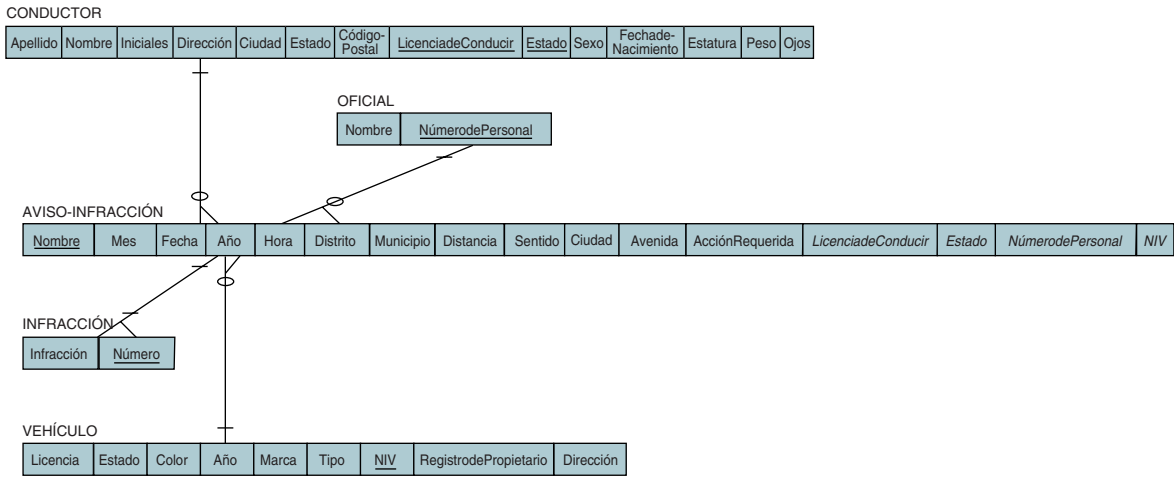 CONDUCTOR
Apellido Nombre Iniciales Dirección Ciudad Estado Código-Postal LicenciadeConducir Estado Sexo Fechade-Nacimiento Estatura Peso Ojos
OFICIAL
Nombre NúmerodePersonal
AVISO-INFRACCIÓN
Nombre Mes Fecha Año Hora Distrito Municipio Distancia Sentido Ciudad Avenida AcciónRequerida LicenciadeConducir Estado NúmerodePersonal NIV
INFRACCIÓN
Infracción Número
VEHÍCULO
Licencia Estado Color Año Marca Tipo NIV RegistrodePropietario Dirección